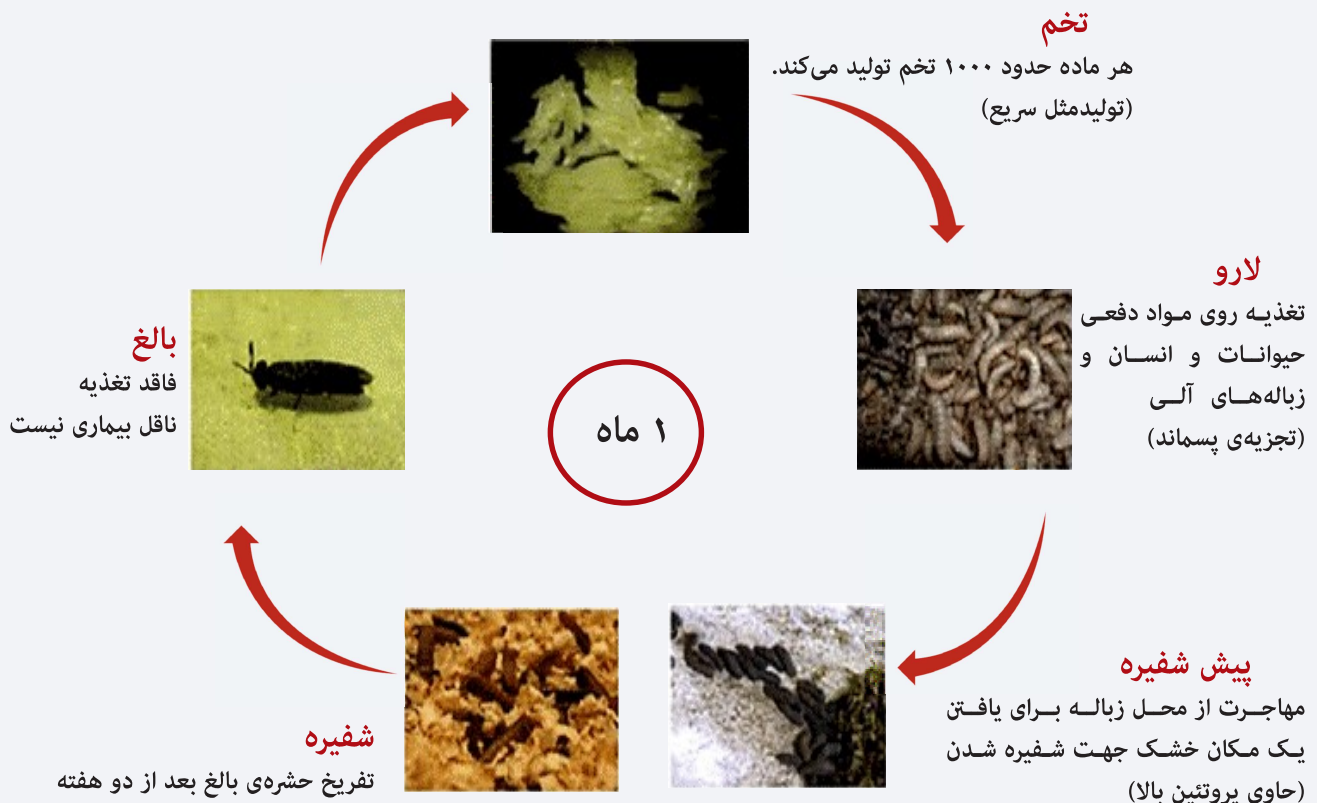 تخم
هر ماده حدود ۱۰۰۰ تخم تولید می‌کند.
(تولیدمثل سریع)
لارو
تغذیه روی مواد دفعی
حیوانات و انسان و
زباله‌های آلی
(تجزیه‌ی پسماند)
پیش شفیره
مهاجرت از محل زباله برای یافتن
یک مکان خشک جهت شفیره شدن
(حاوی پروتئین بالا)
شفیره
تفریخ حشره‌ی بالغ بعد از دو هفته
بالغ
فاقد تغذیه
ناقل بیماری نیست
۱ ماه